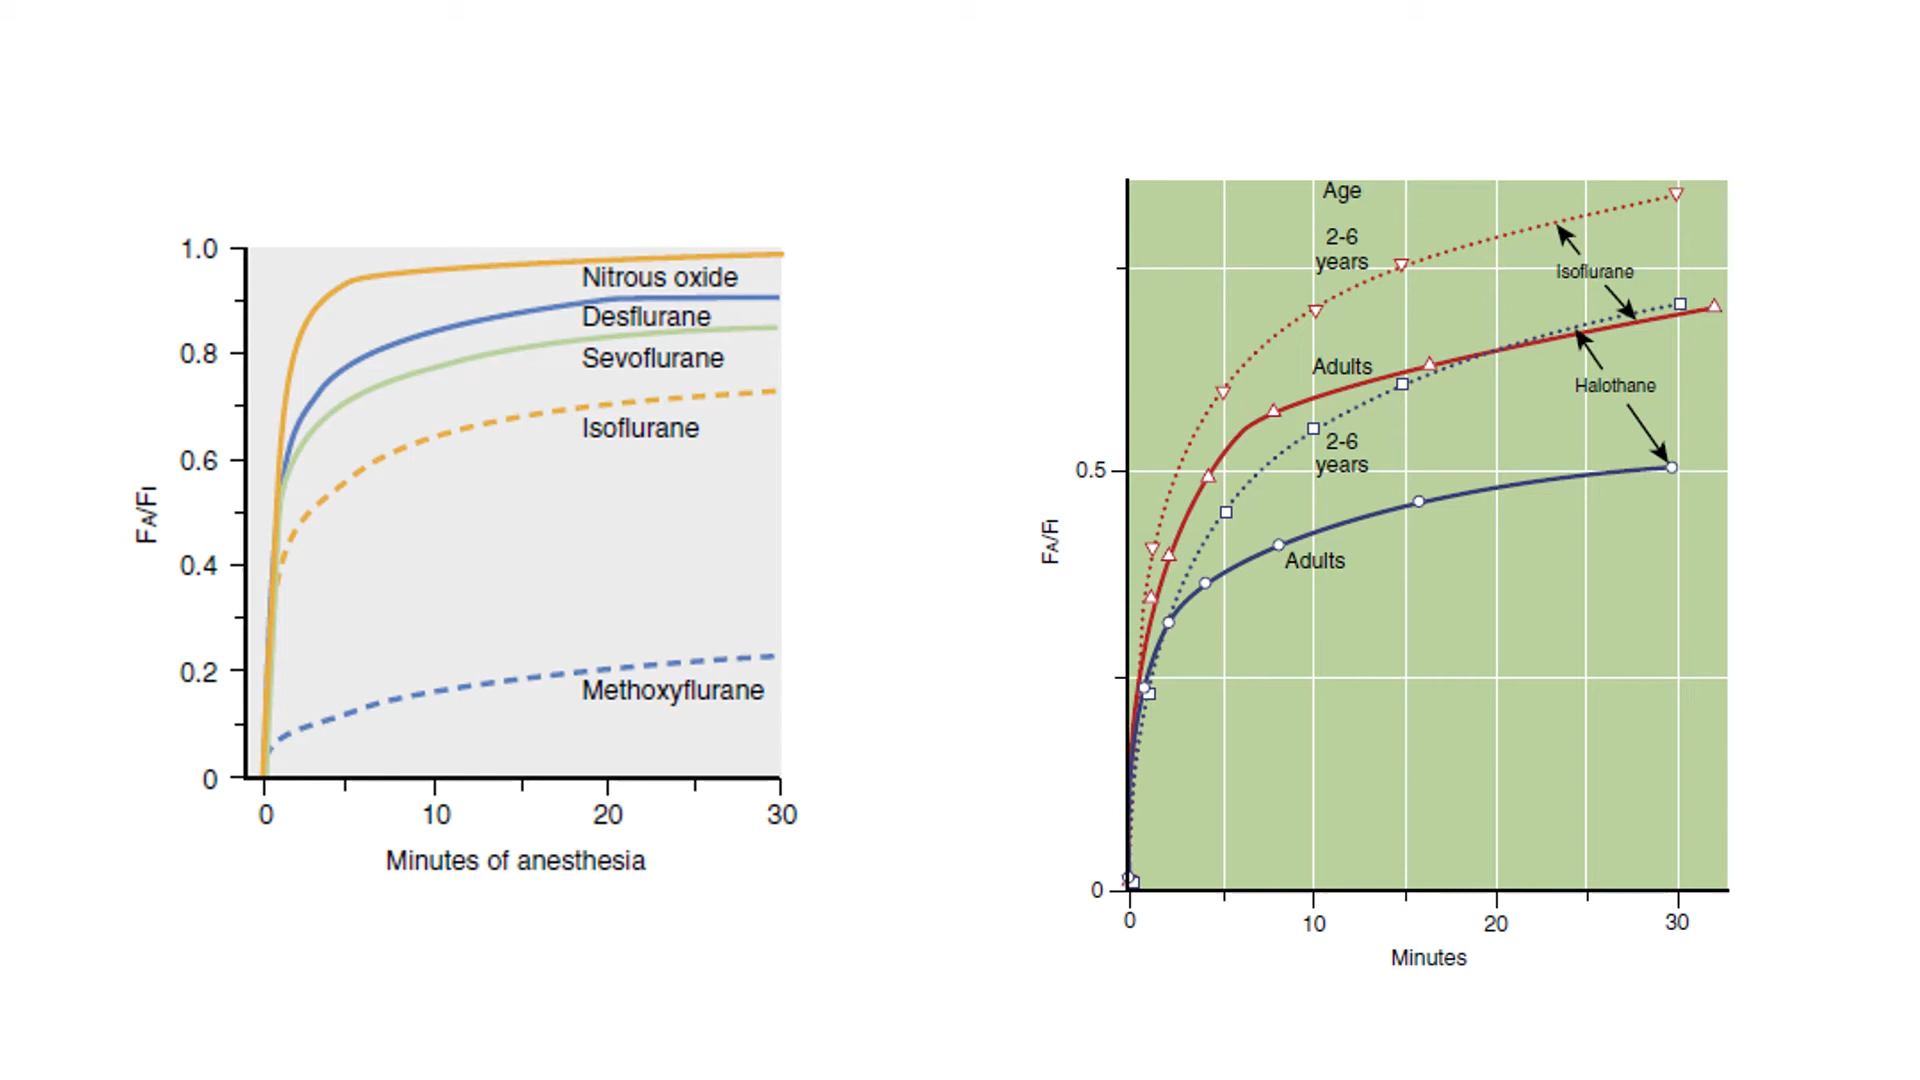 1.0
0.8
0.6
0.4
0.2
0
FA/FI
Nitrous oxide
Desflurane
Sevoflurane
Isoflurane
Methoxyflurane
0 10 20 30
Minutes of anesthesia
Age
2-6
years
Isoflurane
Adults
Halothane
2-6
years
Adults
0.5
0
FA/FI
0 10 20 30
Minutes